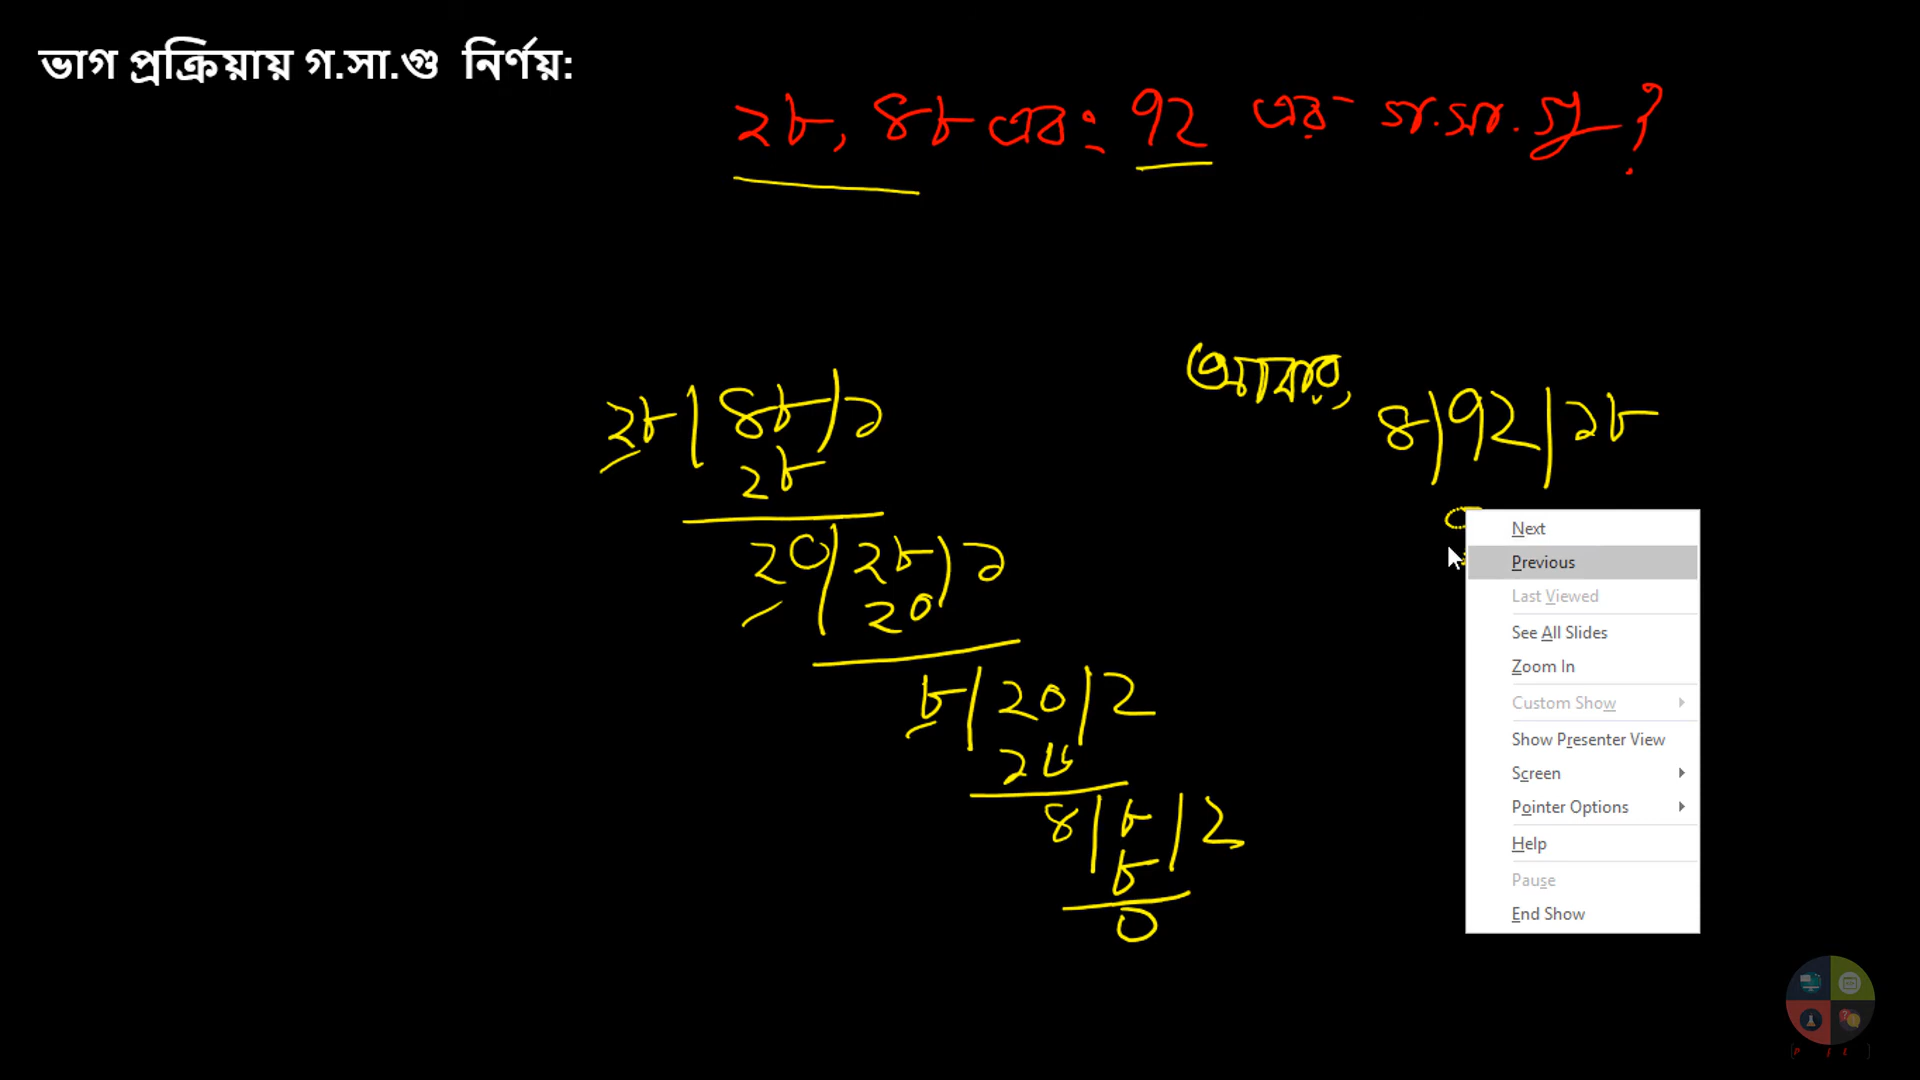 ভাগ প্রক্রিয়ায় গ.সা.গু নির্ণয়:
২৮, ৪৮ এবং ৭২ এর গ.সা.গু ?
২৮ | ৪৮ | ১
২৮
২০ | ২৮ | ১
২০
৮ | ২০ | ২
১৬
৪ | ৮ | ২
৮
০
আবার,
৪ | ৭২ | ১৮
Next
Previous
Last Viewed
See All Slides
Zoom In
Custom Show
Show Presenter View
Screen
Pointer Options
Help
Pause
End Show